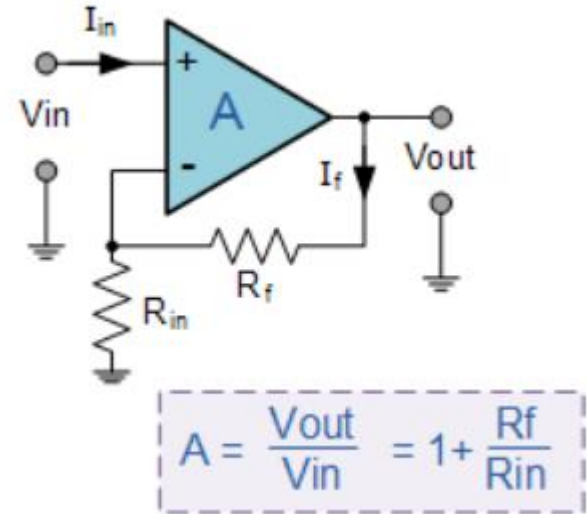 Iin
+
Vin
A
-
If
Vout
Rf
Rin
A = Vout/Vin = 1+ Rf/Rin